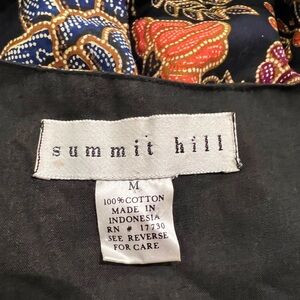 summit hill
M
100% COTTON
MADE IN
INDONESIA
RN # 17730
SEE REVERSE
FOR CARE